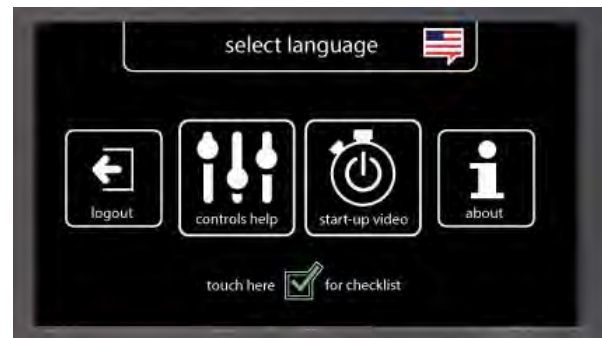 select language
logout
controls help
start-up video
about
touch here for checklist